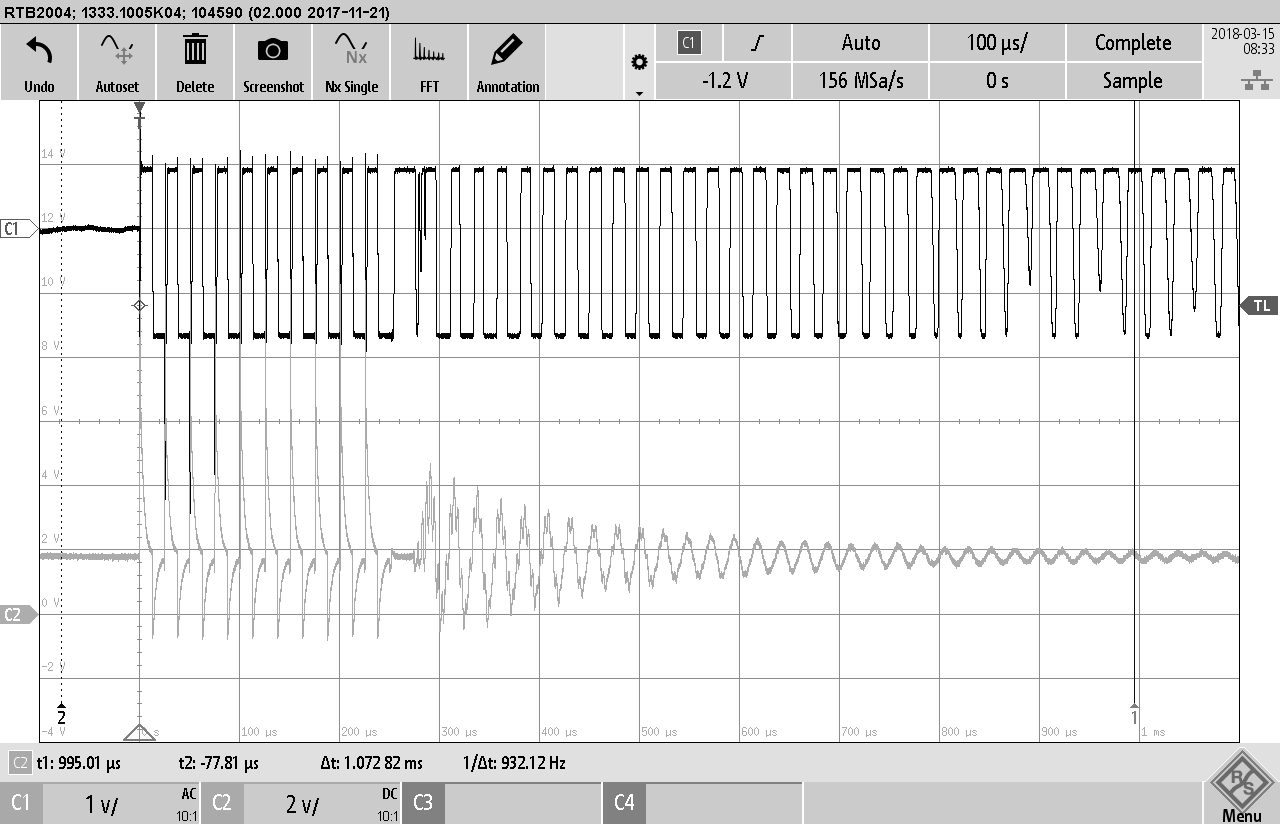 RTB2004; 1333.1005K04; 104590 (02.000 2017-11-21)
Undo
Autoset
Delete
Screenshot
Nx
Nx Single
FFT
Annotation
C1
Auto
100 µs/
Complete
2018-03-15
08:33
-1.2 V
156 MSa/s
0 s
Sample
T
14 V
12 V
C1
10 V
TL
8 V
6 V
4 V
2 V
0 V
C2
-2 V
-4 V
2
1
0 s
100 µs
200 µs
300 µs
400 µs
500 µs
600 µs
700 µs
800 µs
900 µs
1 ms
C2 t1: 995.01 µs t2: -77.81 µs Δt: 1.072 82 ms 1/Δt: 932.12 Hz
C1 1 V/ AC 10:1
C2 2 V/ DC 10:1
C3
C4
R S
Menu